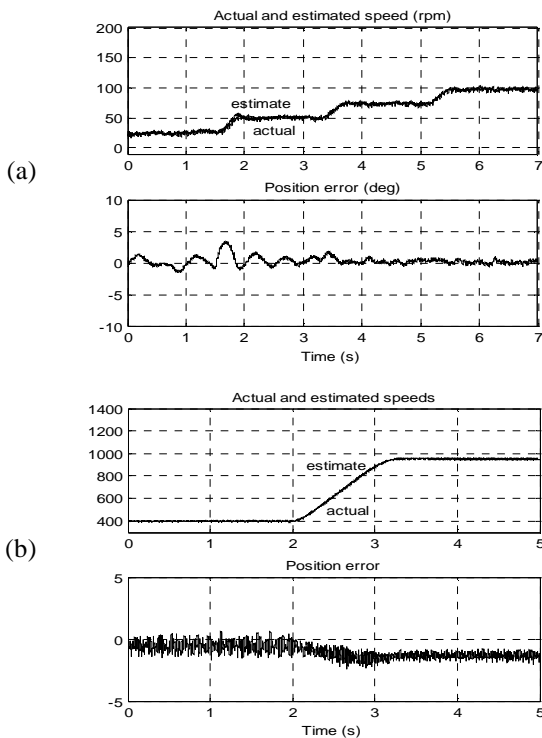 (a)
Actual and estimated speed (rpm)
200
150
100
50
0
estimate
actual
0 1 2 3 4 5 6 7
Position error (deg)
10
5
0
-5
-10
0 1 2 3 4 5 6 7
Time (s)
(b)
Actual and estimated speeds
1400
1200
1000
800
600
400
estimate
actual
0 1 2 3 4 5
Position error
5
0
-5
0 1 2 3 4 5
Time (s)